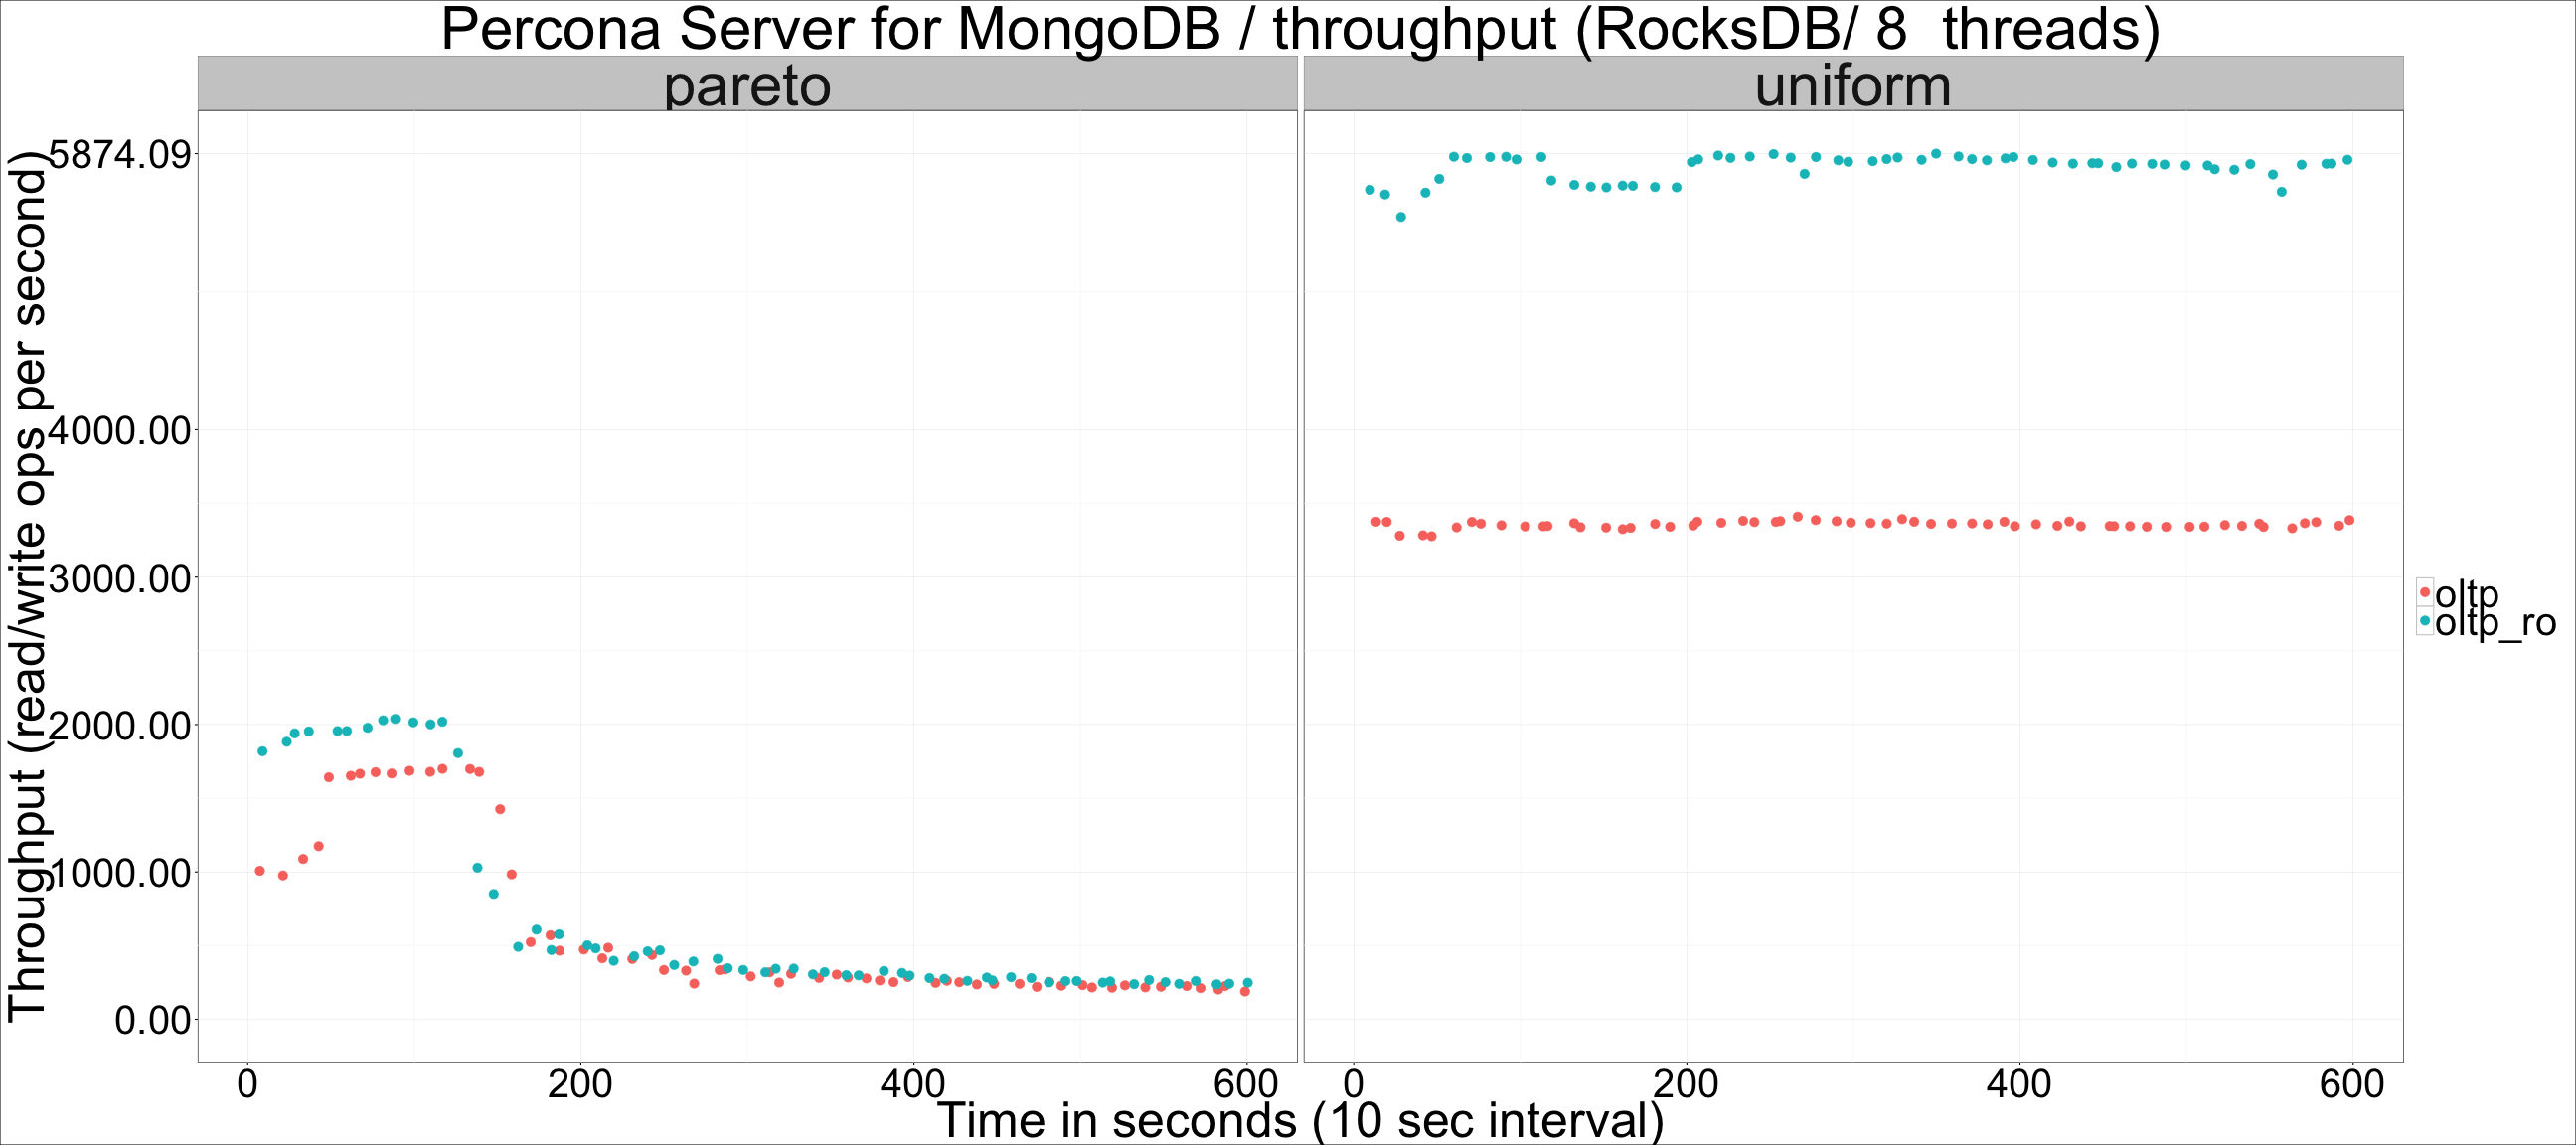 Percona Server for MongoDB / throughput (RocksDB/ 8  threads)
pareto
uniform
Throughput (read/write ops per second)
5874.09
4000.00
3000.00
2000.00
1000.00
0.00
0 200 400 600
0 200 400 600
Time in seconds (10 sec interval)
oltp
oltp_ro